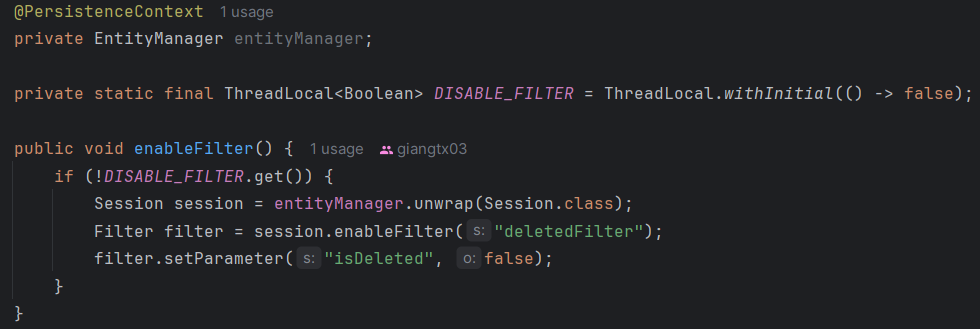 @PersistenceContext 1 usage
private EntityManager entityManager;
private static final ThreadLocal<Boolean> DISABLE_FILTER = ThreadLocal.withInitial(() -> false);
public void enableFilter() { 1 usage giangtx03
if (!DISABLE_FILTER.get()) {
Session session = entityManager.unwrap(Session.class);
Filter filter = session.enableFilter( s: "deletedFilter");
filter.setParameter( s: "isDeleted", o: false);
}
}